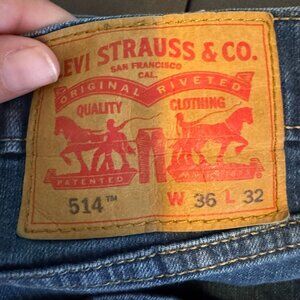 LEVI STRAUSS & CO.
SAN FRANCISCO
CAL.
ORIGINAL RIVETED
QUALITY CLOTHING
PATENTED
514™ W 36 L 32